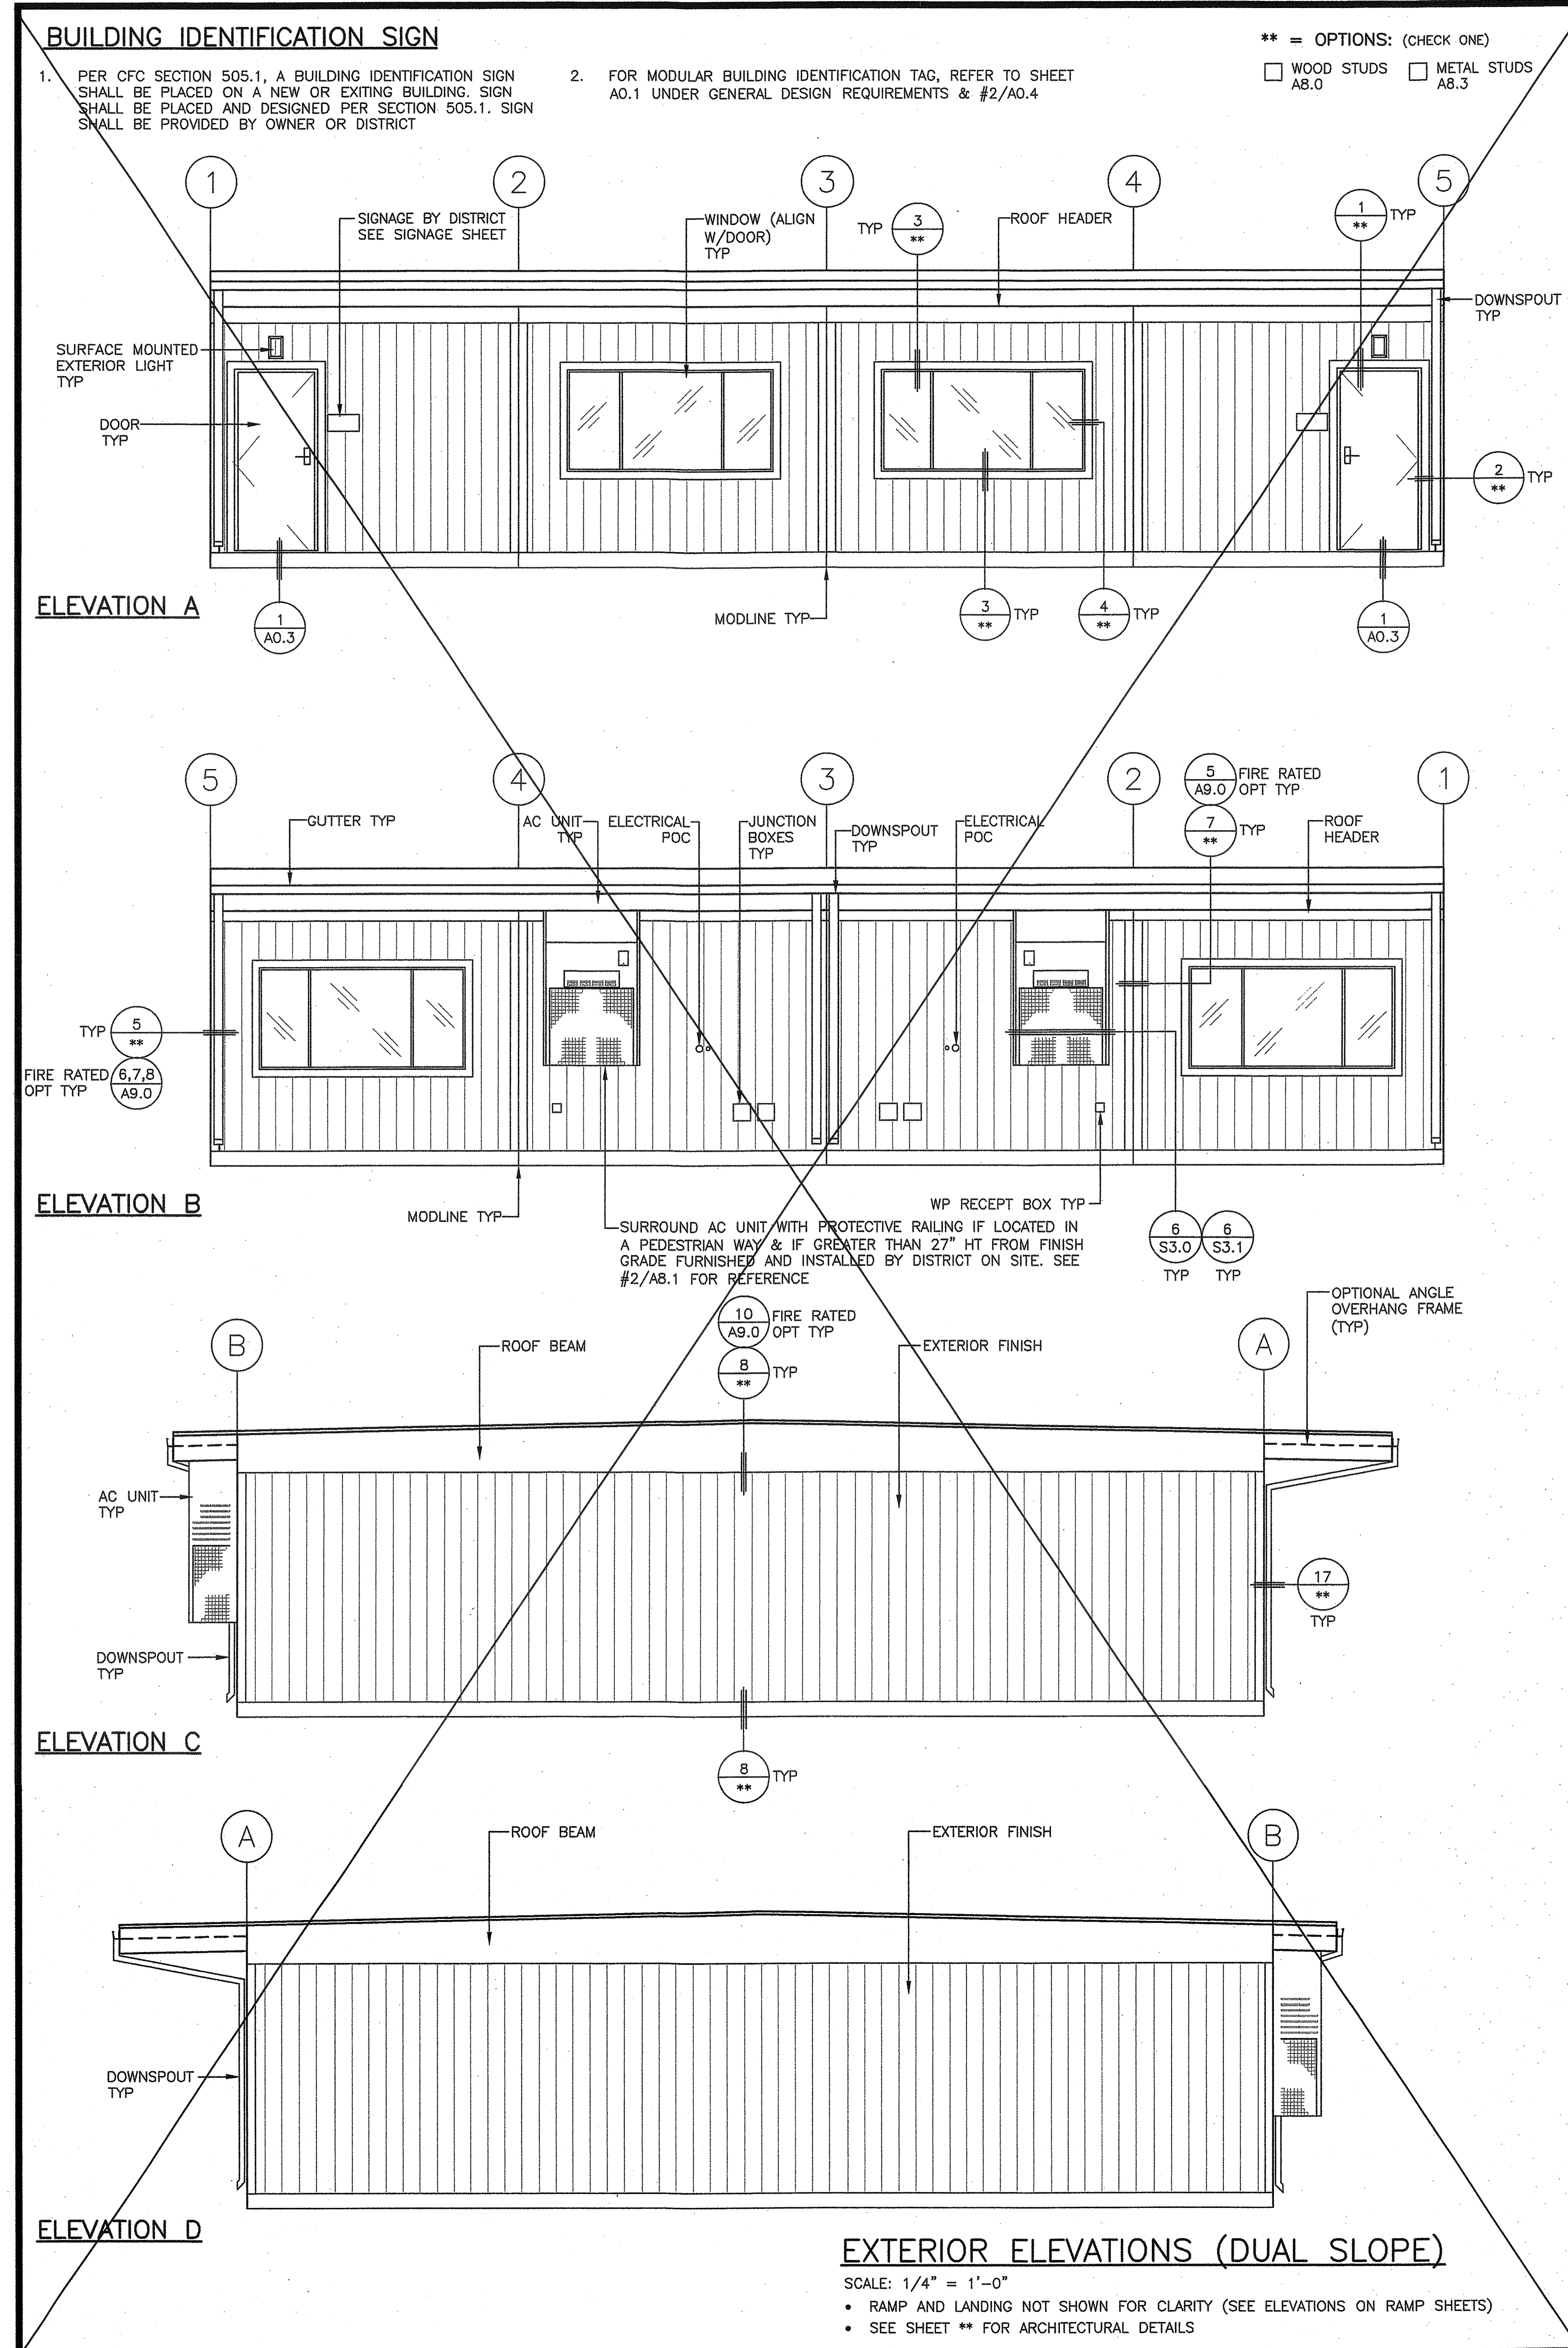 BUILDING IDENTIFICATION SIGN
1. PER CFC SECTION 505.1, A BUILDING IDENTIFICATION SIGN
SHALL BE PLACED ON A NEW OR EXITING BUILDING. SIGN
SHALL BE PLACED AND DESIGNED PER SECTION 505.1. SIGN
SHALL BE PROVIDED BY OWNER OR DISTRICT
2. FOR MODULAR BUILDING IDENTIFICATION TAG, REFER TO SHEET
A0.1 UNDER GENERAL DESIGN REQUIREMENTS & #2/A0.4
** = OPTIONS: (CHECK ONE)
WOOD STUDS
A8.0
METAL STUDS
A8.3
1
2
3
4
5
SIGNAGE BY DISTRICT
SEE SIGNAGE SHEET
WINDOW (ALIGN
W/DOOR)
TYP
TYP
3
**
ROOF HEADER
1
**
TYP
DOWNSPOUT
TYP
SURFACE MOUNTED
EXTERIOR LIGHT
TYP
DOOR
TYP
2
**
TYP
ELEVATION A
1
A0.3
MODLINE TYP
3
**
TYP
4
**
TYP
1
A0.3
5
4
3
2
1
5
A9.0
FIRE RATED
OPT TYP
7
**
TYP
GUTTER TYP
AC UNIT
TYP
ELECTRICAL
POC
JUNCTION
BOXES
TYP
DOWNSPOUT
TYP
ELECTRICAL
POC
ROOF
HEADER
TYP
5
**
FIRE RATED
OPT TYP
6,7,8
A9.0
ELEVATION B
MODLINE TYP
SURROUND AC UNIT WITH PROTECTIVE RAILING IF LOCATED IN
A PEDESTRIAN WAY & IF GREATER THAN 27" HT FROM FINISH
GRADE FURNISHED AND INSTALLED BY DISTRICT ON SITE. SEE
#2/A8.1 FOR REFERENCE
WP RECEPT BOX TYP
6
S3.0
TYP
6
S3.1
TYP
B
ROOF BEAM
10
A9.0
FIRE RATED
OPT TYP
8
**
TYP
EXTERIOR FINISH
A
OPTIONAL ANGLE
OVERHANG FRAME
(TYP)
AC UNIT
TYP
17
**
TYP
DOWNSPOUT
TYP
ELEVATION C
8
**
TYP
A
ROOF BEAM
EXTERIOR FINISH
B
DOWNSPOUT
TYP
ELEVATION D
EXTERIOR ELEVATIONS (DUAL SLOPE)
SCALE: 1/4" = 1'-0"
• RAMP AND LANDING NOT SHOWN FOR CLARITY (SEE ELEVATIONS ON RAMP SHEETS)
• SEE SHEET ** FOR ARCHITECTURAL DETAILS